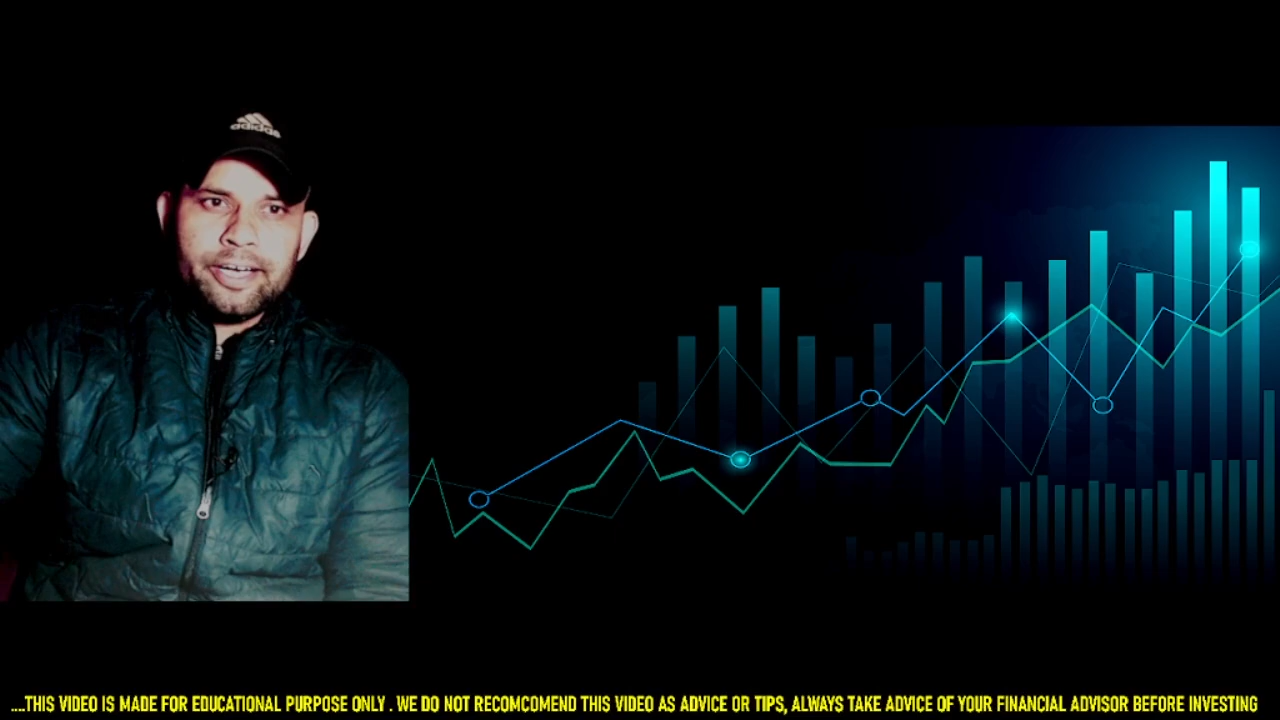 adidas
....THIS VIDEO IS MADE FOR EDUCATIONAL PURPOSE ONLY . WE DO NOT RECOMCOMEND THIS VIDEO AS ADVICE OR TIPS, ALWAYS TAKE ADVICE OF YOUR FINANCIAL ADVISOR BEFORE INVESTING